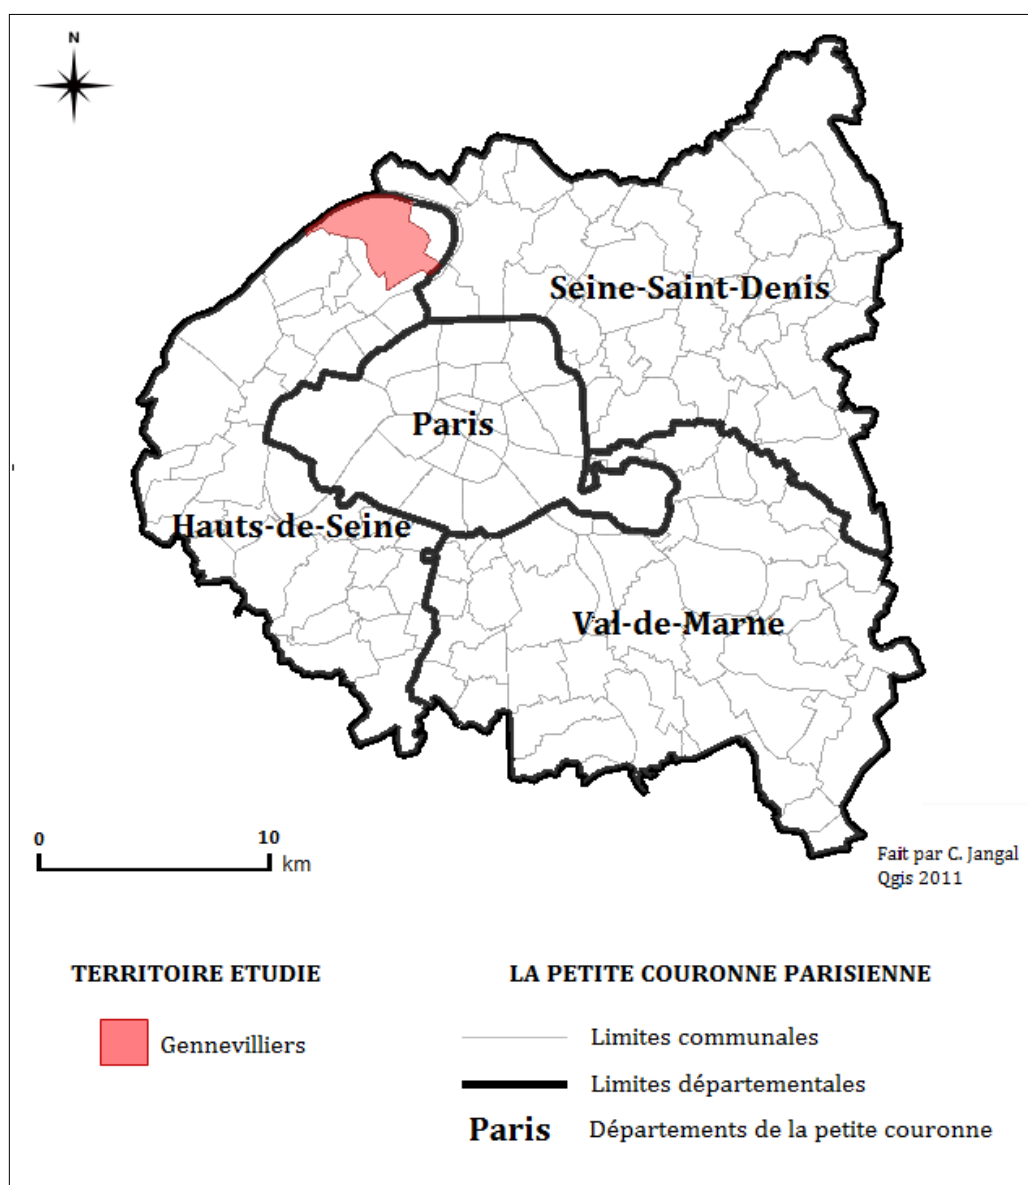 N
Seine-Saint-Denis
Paris
Hauts-de-Seine
Val-de-Marne
0 10
km
Fait par C. Jangal
Qgis 2011
TERRITOIRE ETUDIE
Gennevilliers
LA PETITE COURONNE PARISIENNE
Limites communales
Limites départementales
Paris Départements de la petite couronne